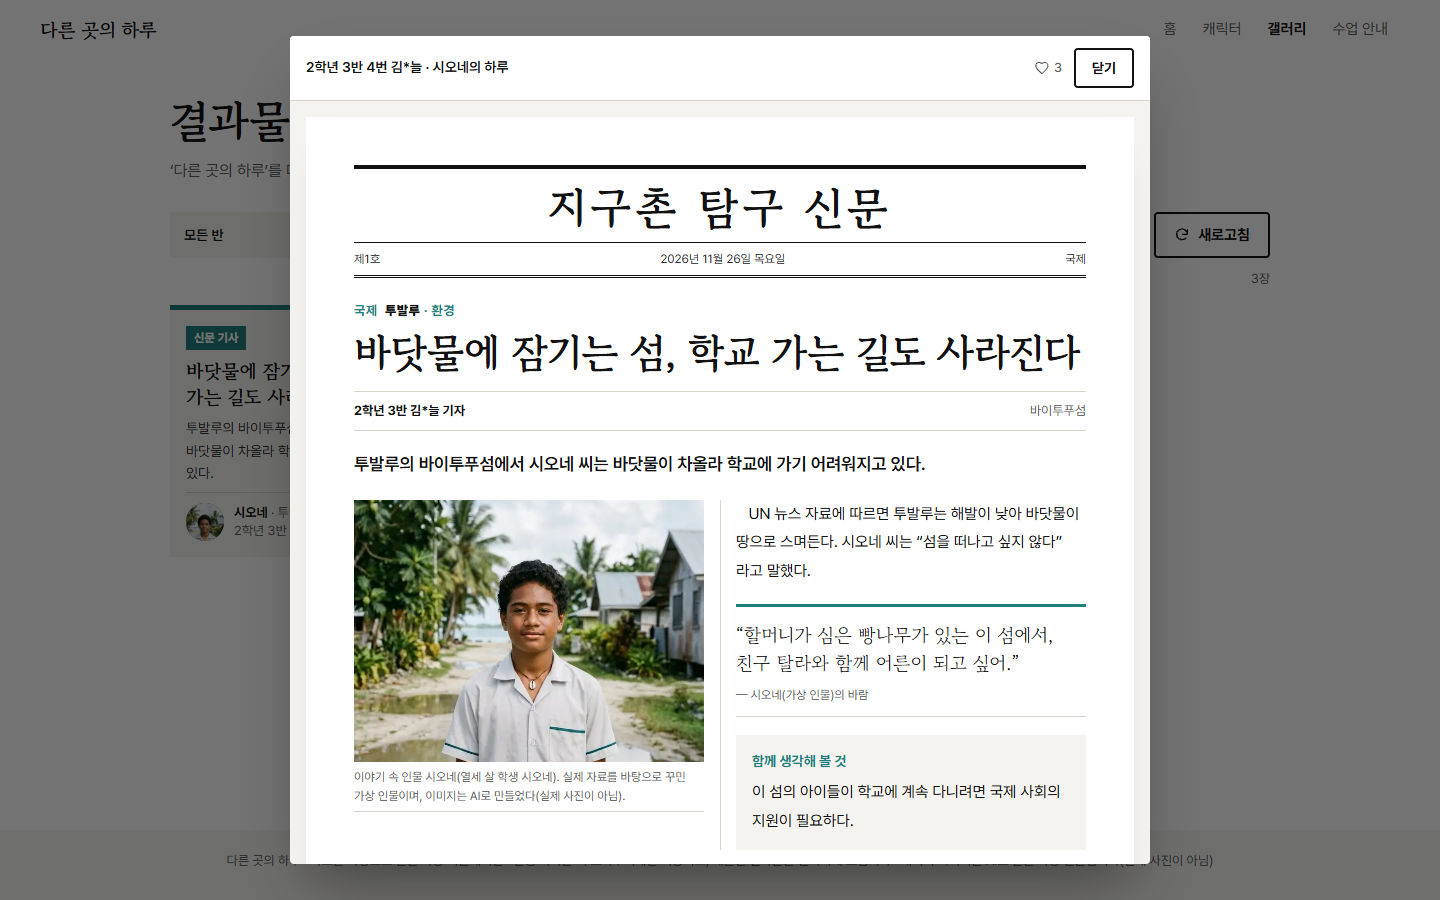 다른 곳의 하루
홈 캐릭터 갤러리 수업 안내
2학년 3반 4번 김*늘 · 시오네의 하루
3
닫기
결과물
‘다른 곳의 하루’를
모든 반
새로고침
3장
신문 기사
바닷물에 잠기
가는 길도 사라
투발루의 바이투푸
바닷물이 차올라 학
있다.
시오네 · 투
2학년 3반
지구촌 탐구 신문
제1호 2026년 11월 26일 목요일 국제
국제 투발루 · 환경
바닷물에 잠기는 섬, 학교 가는 길도 사라진다
2학년 3반 김*늘 기자 바이투푸섬
투발루의 바이투푸섬에서 시오네 씨는 바닷물이 차올라 학교에 가기 어려워지고 있다.
이야기 속 인물 시오네(열세 살 학생 시오네). 실제 자료를 바탕으로 꾸민
가상 인물이며, 이미지는 AI로 만들었다(실제 사진이 아님).
UN 뉴스 자료에 따르면 투발루는 해발이 낮아 바닷물이
땅으로 스며든다. 시오네 씨는 “섬을 떠나고 싶지 않다”
라고 말했다.
“할머니가 심은 빵나무가 있는 이 섬에서,
친구 탈라와 함께 어른이 되고 싶어.”
— 시오네(가상 인물)의 바람
함께 생각해 볼 것
이 섬의 아이들이 학교에 계속 다니려면 국제 사회의
지원이 필요하다.
다른 곳의 하
사진이 아님)